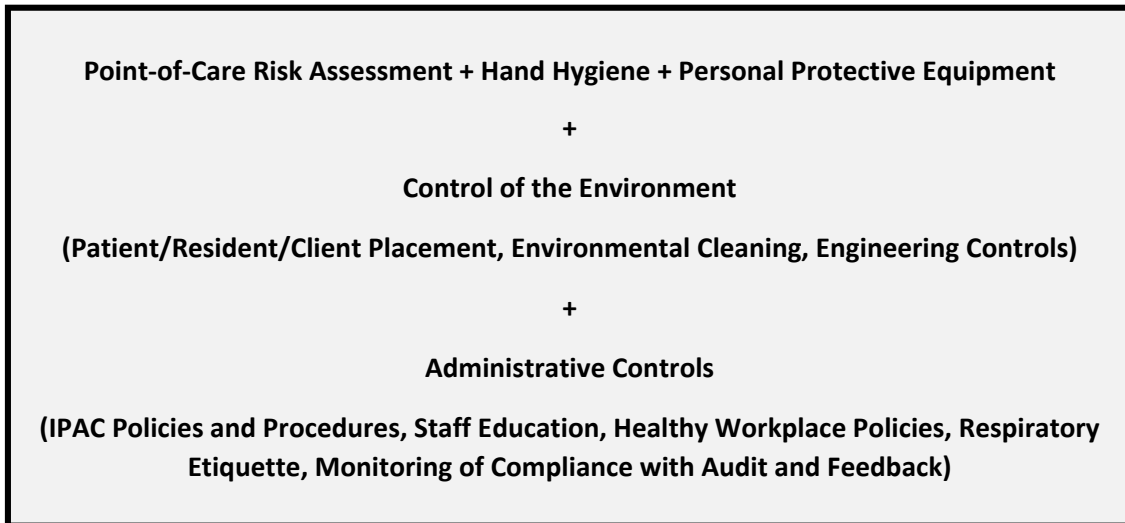 Point-of-Care Risk Assessment + Hand Hygiene + Personal Protective Equipment
+
Control of the Environment
(Patient/Resident/Client Placement, Environmental Cleaning, Engineering Controls)
+
Administrative Controls
(IPAC Policies and Procedures, Staff Education, Healthy Workplace Policies, Respiratory
Etiquette, Monitoring of Compliance with Audit and Feedback)